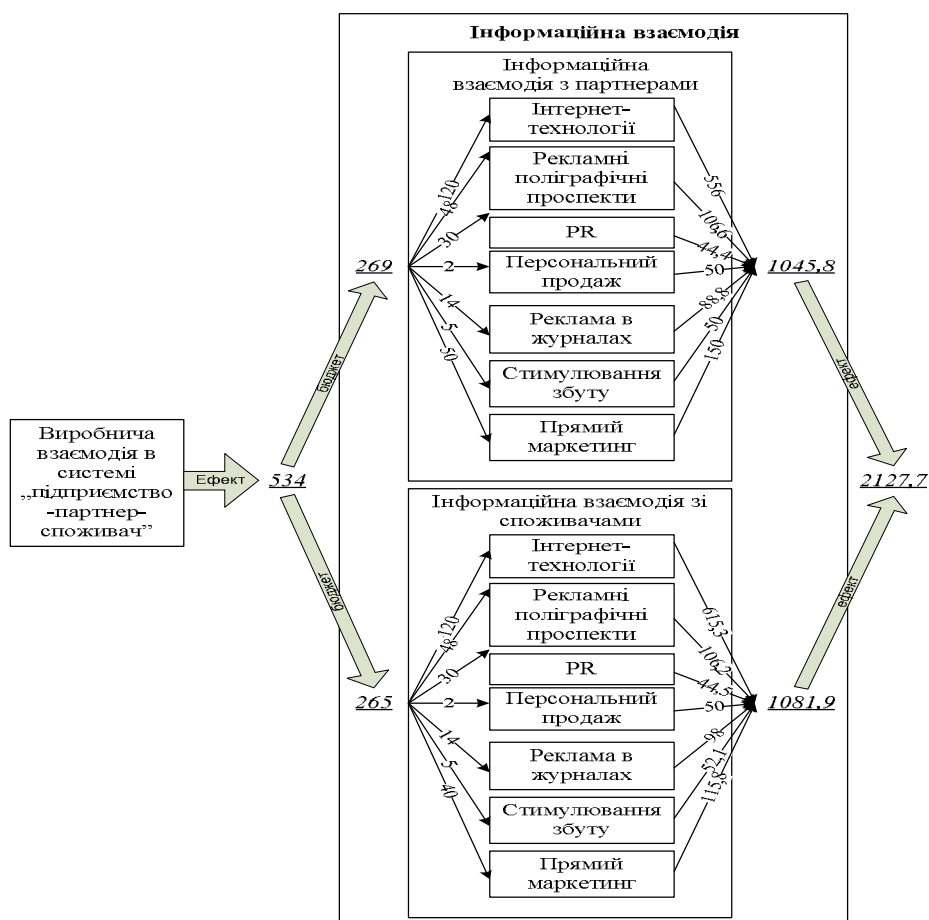 Інформаційна взаємодія
Інформаційна
взаємодія з партнерами
Інтернет-
технології
Рекламні
поліграфічні
проспекти
PR
Персональний
продаж
Реклама в
журналах
Стимулювання
збуту
Прямий
маркетинг
120
48
30
2
14
5
50
556
106,6
44,4
50
88,8
50
150
269
1045,8
бюджет
ефект
Виробнича
взаємодія в
системі
„підприємство
-партнер-
споживач”
Ефект
534
2127,7
бюджет
ефект
Інформаційна взаємодія зі
споживачами
Інтернет-
технології
Рекламні
поліграфічні
проспекти
PR
Персональний
продаж
Реклама в
журналах
Стимулювання
збуту
Прямий
маркетинг
120
48
30
2
14
5
40
615,3
106,2
44,5
50
98
52,1
115,8
265
1081,9